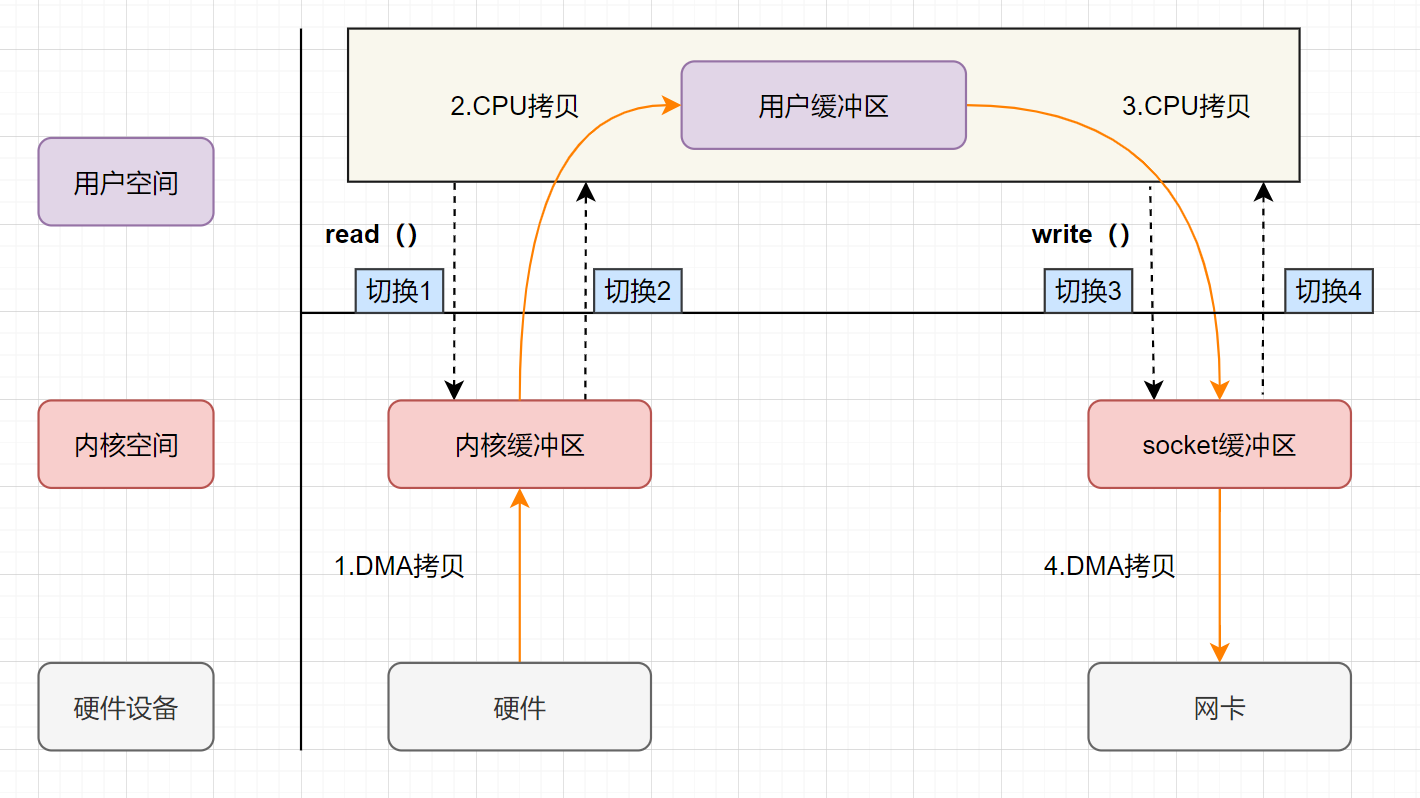 2.CPU拷贝
用户缓冲区
3.CPU拷贝
用户空间
read（）
write（）
切换1
切换2
切换3
切换4
内核空间
内核缓冲区
socket缓冲区
1.DMA拷贝
4.DMA拷贝
硬件设备
硬件
网卡